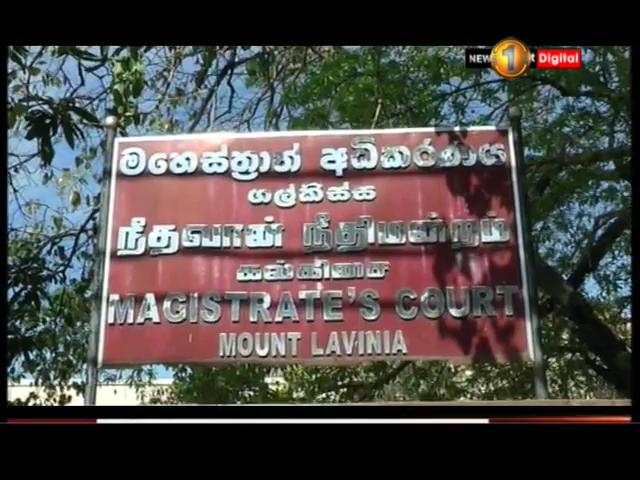 NEWS 1st Digital
මහෙස්ත්‍රාත් අධිකරණය
ගල්කිස්ස
நீதவான் நீதிமன்றம்
கல்கிசை
MAGISTRATE'S COURT
MOUNT LAVINIA